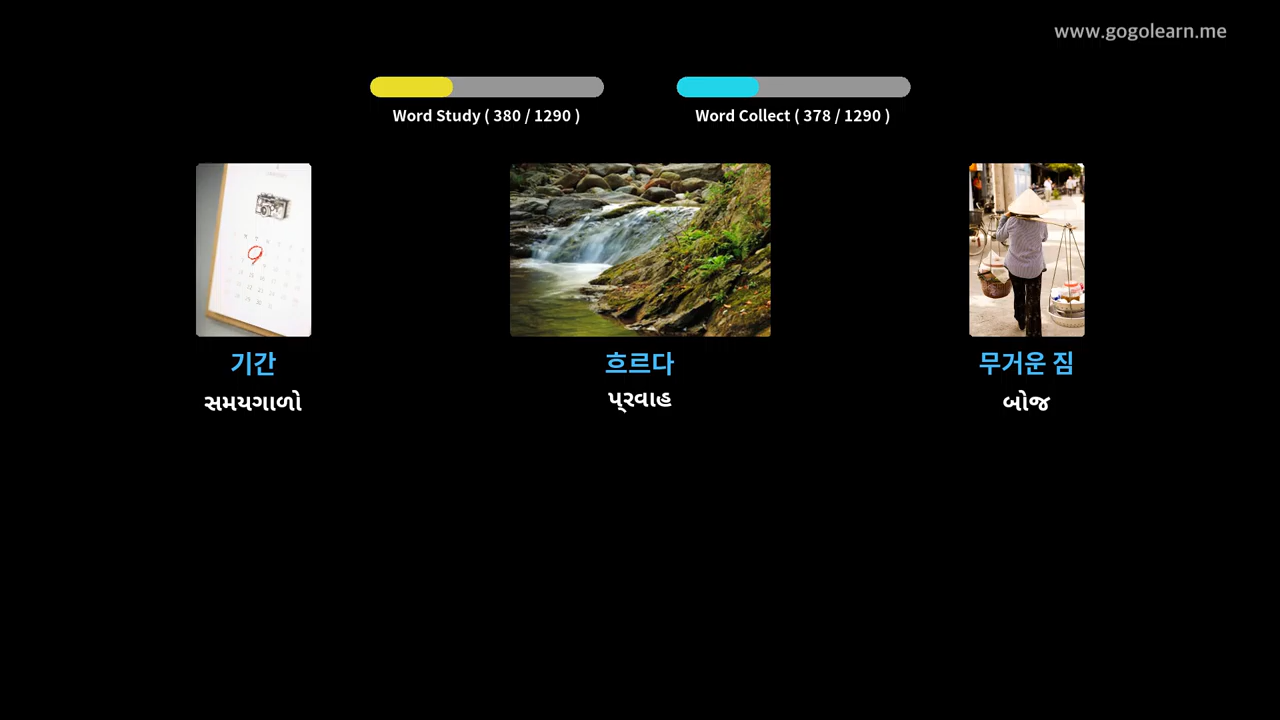 www.gogolearn.me
Word Study ( 380 / 1290 )
Word Collect ( 378 / 1290 )
기간
흐르다
무거운 짐
સમયગાળો
પ્રવાહ
બોજ